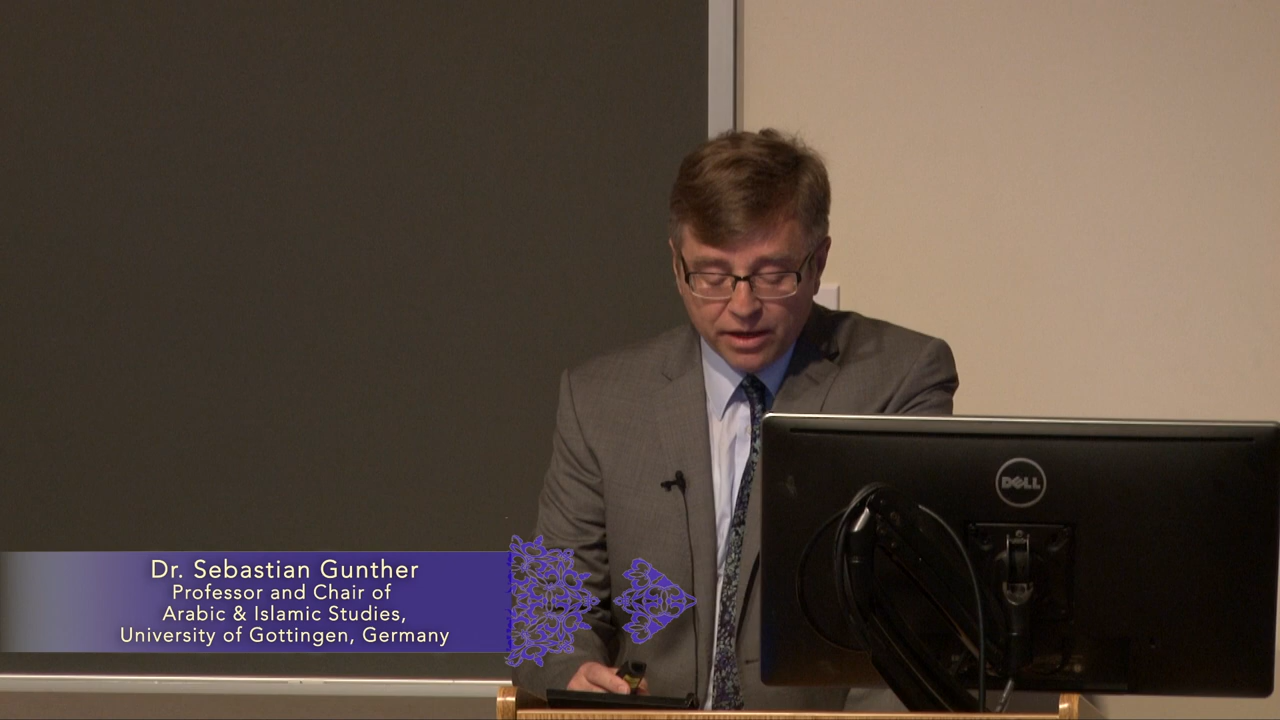 Dr. Sebastian Gunther
Professor and Chair of
Arabic & Islamic Studies,
University of Gottingen, Germany
DELL